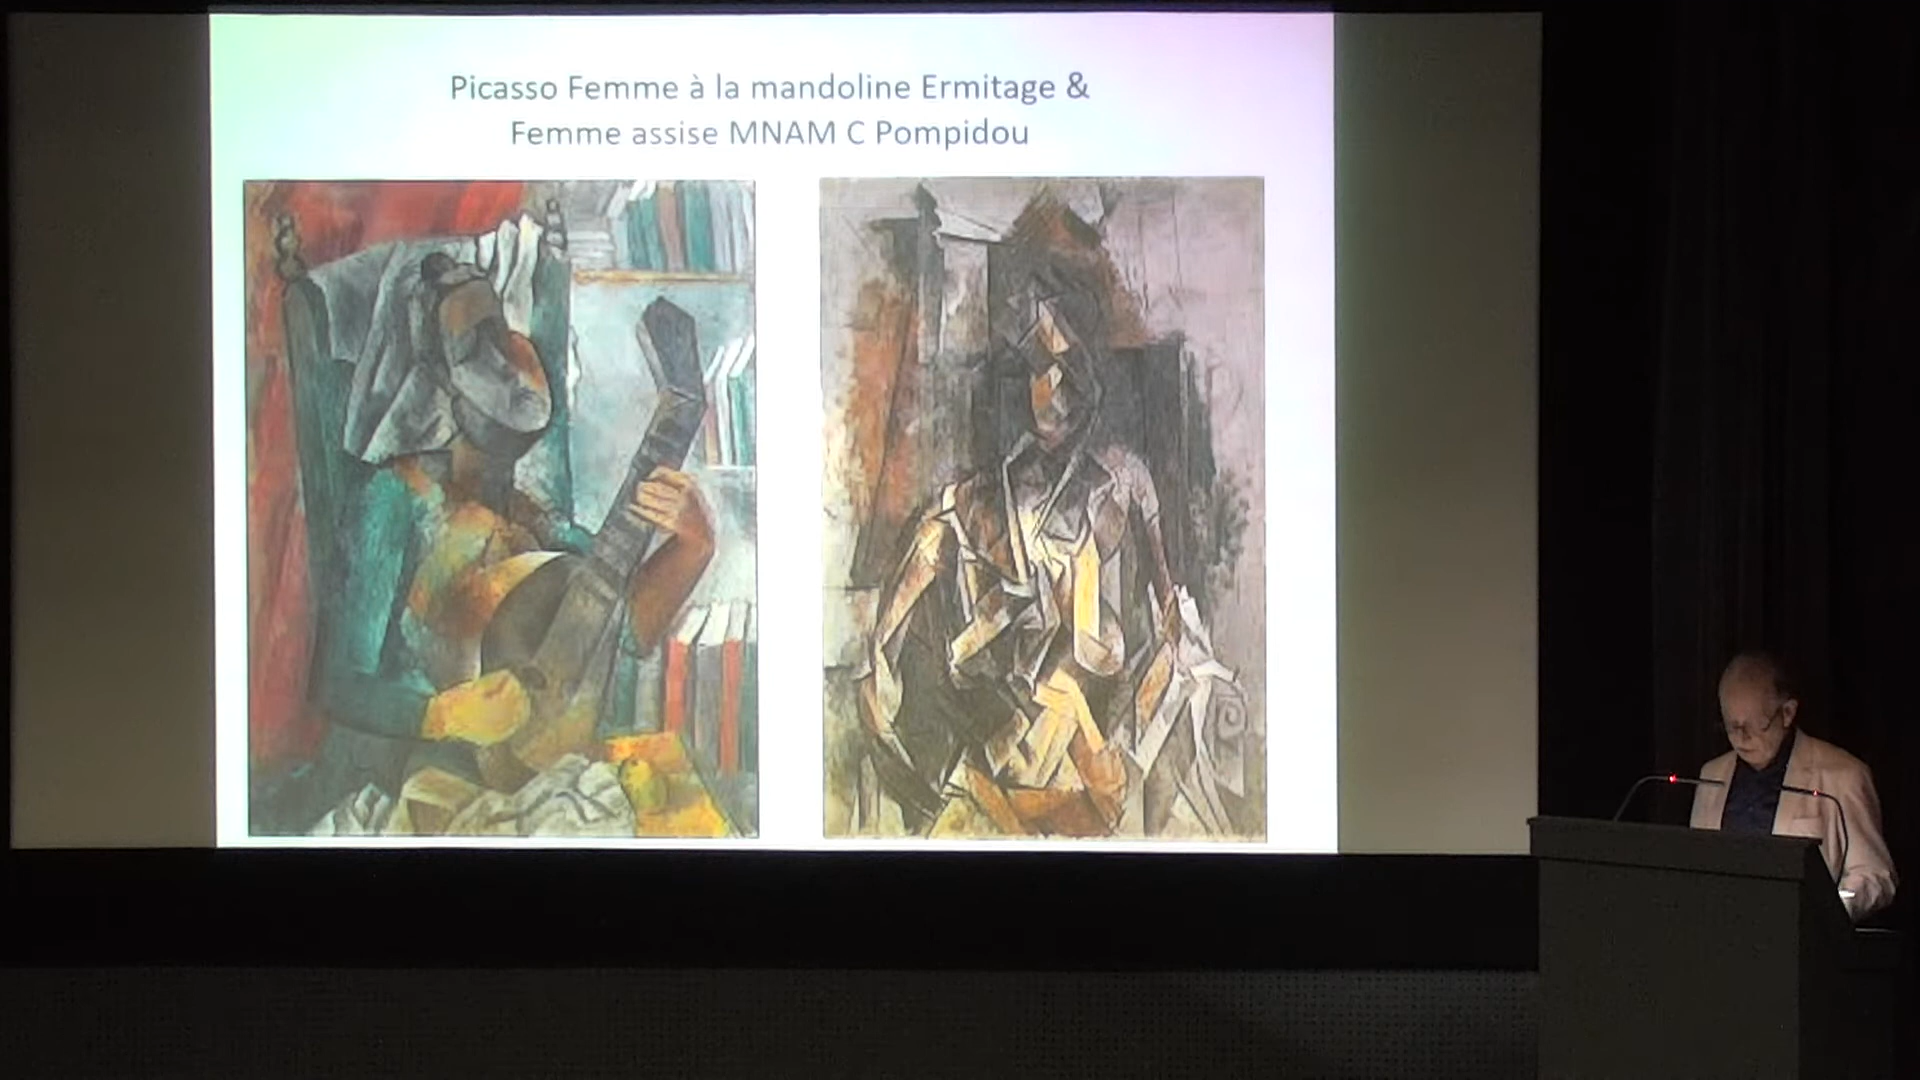 Picasso Femme à la mandoline Ermitage &
Femme assise MNAM C Pompidou